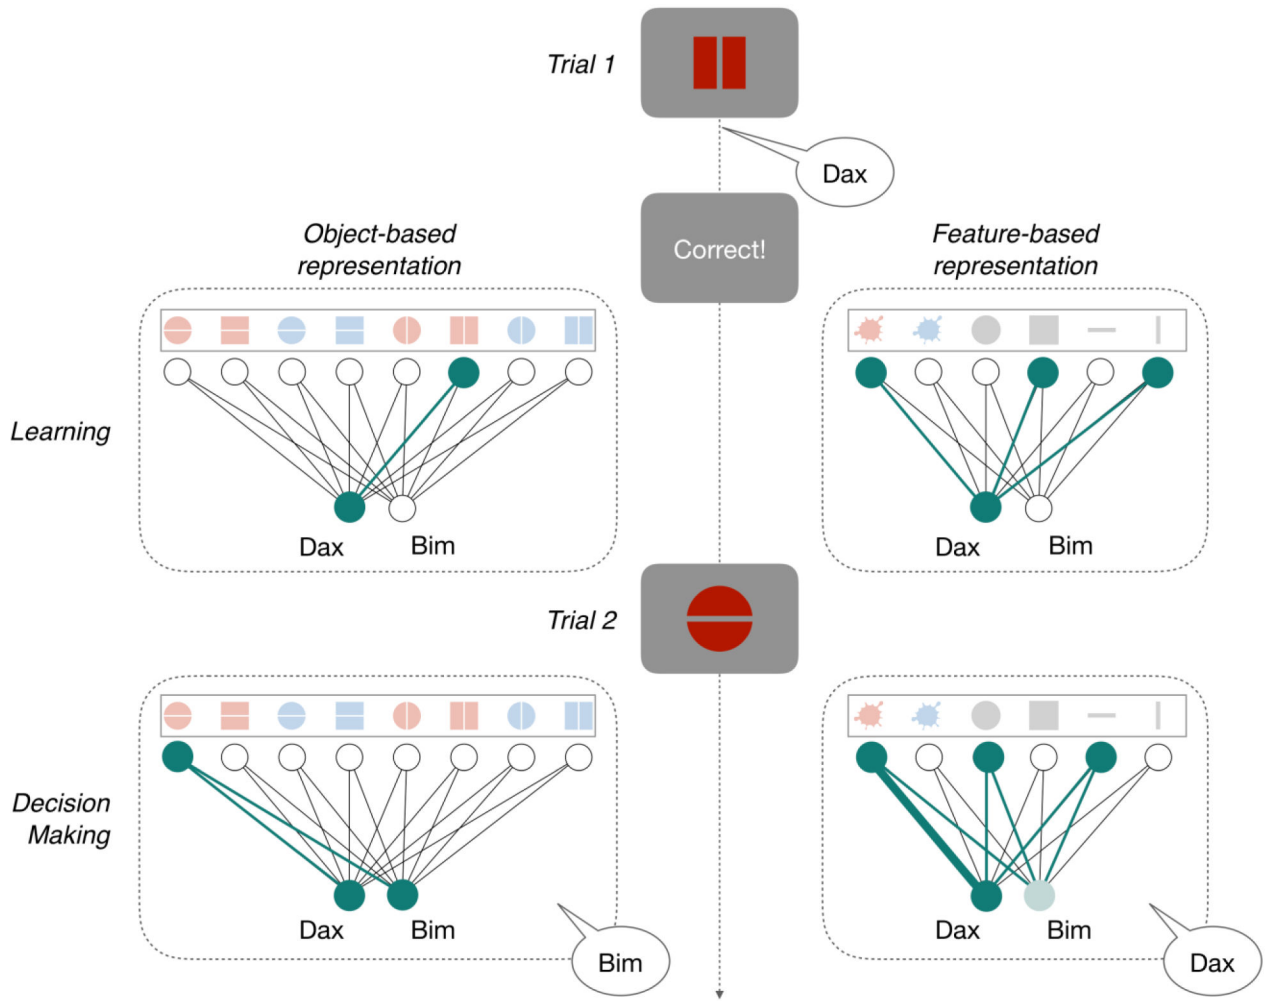 Trial 1
Dax
Correct!
Object-based
representation
Feature-based
representation
Learning
Dax
Bim
Dax
Bim
Trial 2
Decision
Making
Dax
Bim
Bim
Dax
Bim
Dax